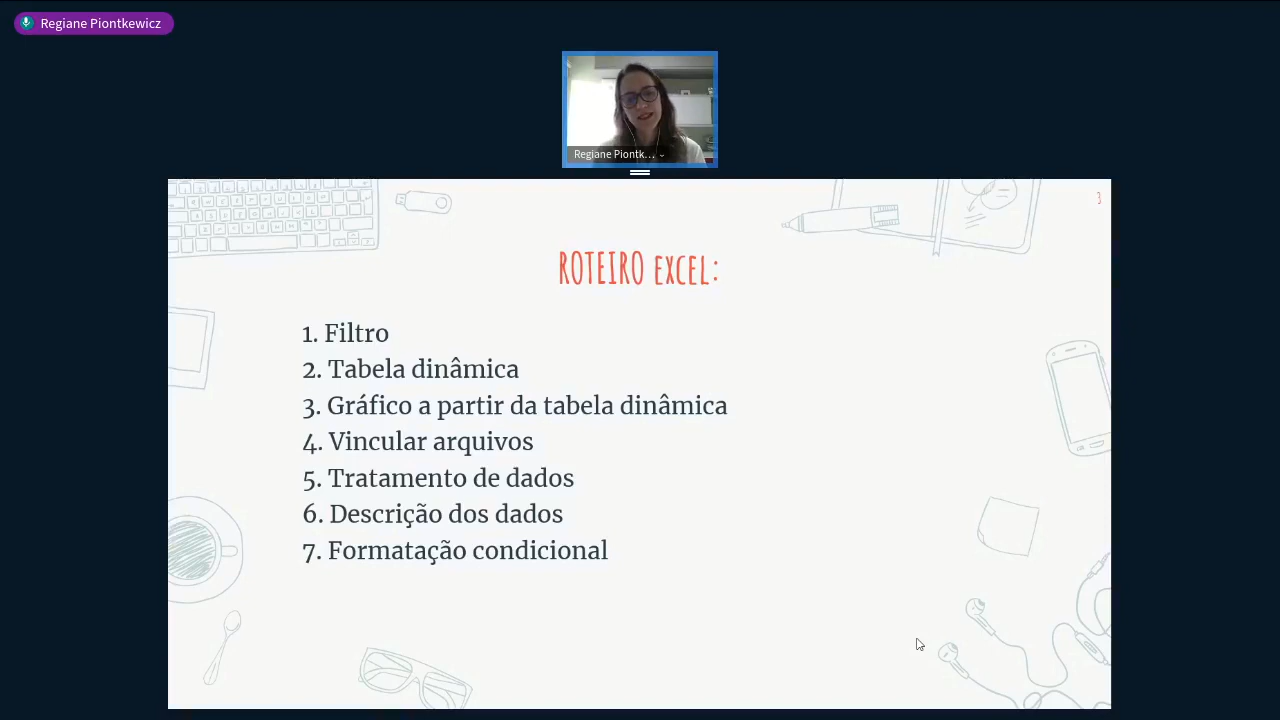 Regiane Piontkewicz
Regiane Piontk...
3
ROTEIRO excel:
1. Filtro
2. Tabela dinâmica
3. Gráfico a partir da tabela dinâmica
4. Vincular arquivos
5. Tratamento de dados
6. Descrição dos dados
7. Formatação condicional